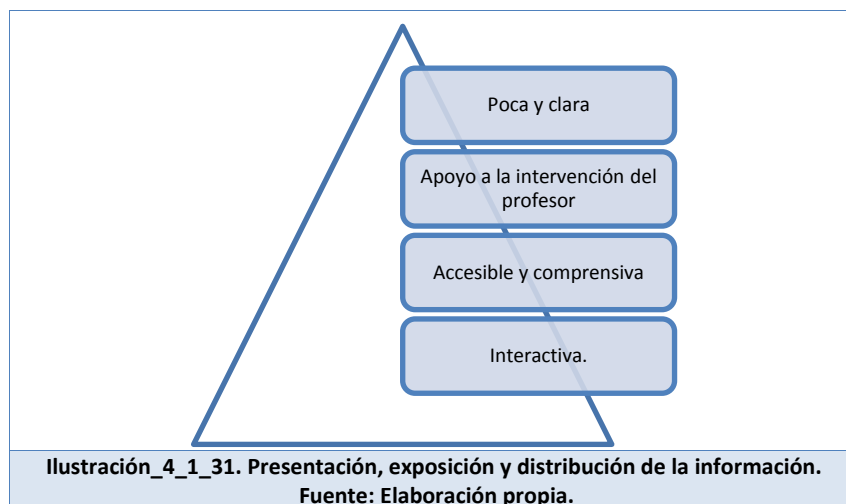 Poca y clara
Apoyo a la intervención del
profesor
Accesible y comprensiva
Interactiva.
Ilustración_4_1_31. Presentación, exposición y distribución de la información.
Fuente: Elaboración propia.